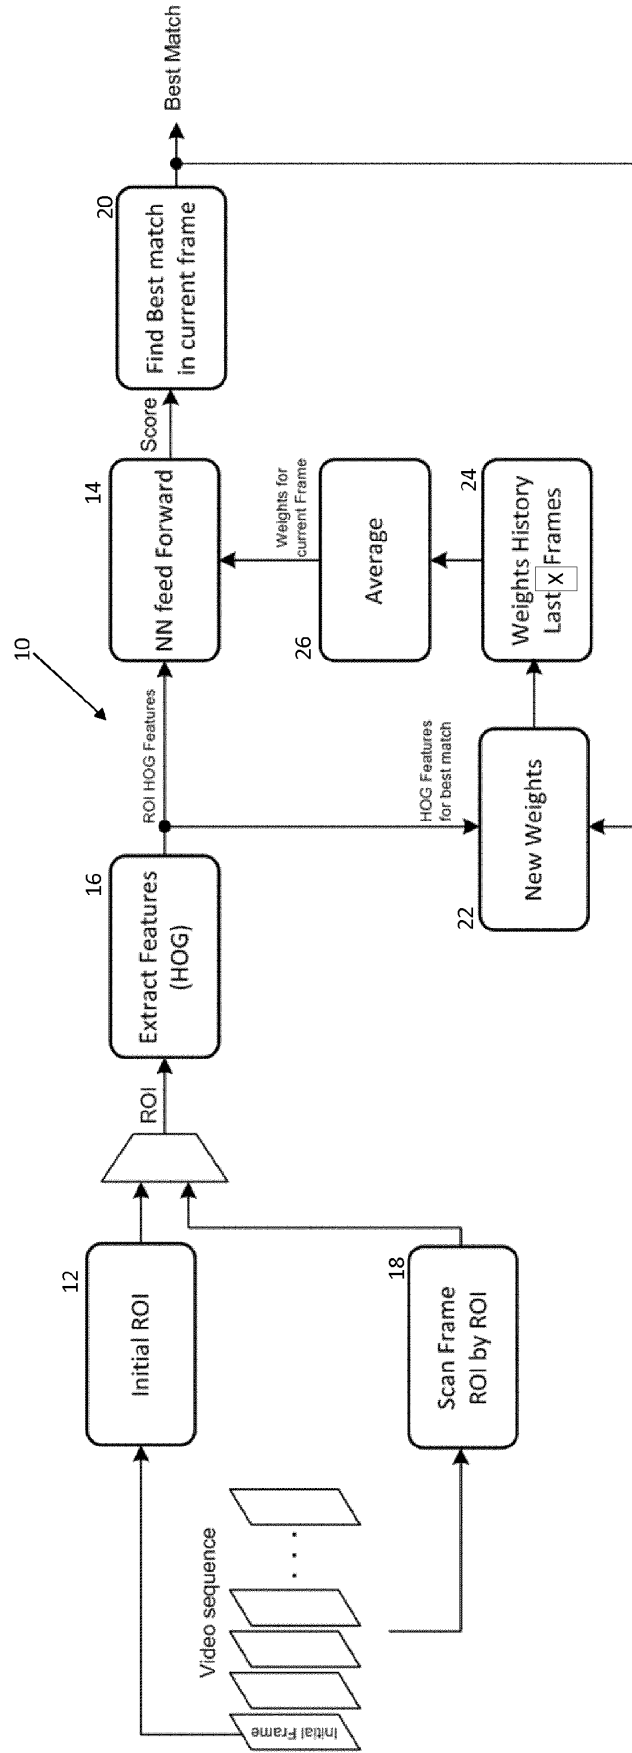 10
Video sequence
Initial Frame
12
Initial ROI
18
Scan Frame
ROI by ROI
ROI
16
Extract Features
(HOG)
ROI HOG Features
HOG Features
for best match
14
NN feed Forward
Score
20
Find Best match
in current frame
Best Match
22
New Weights
24
Weights History
Last X Frames
26
Average
Weights for
current Frame